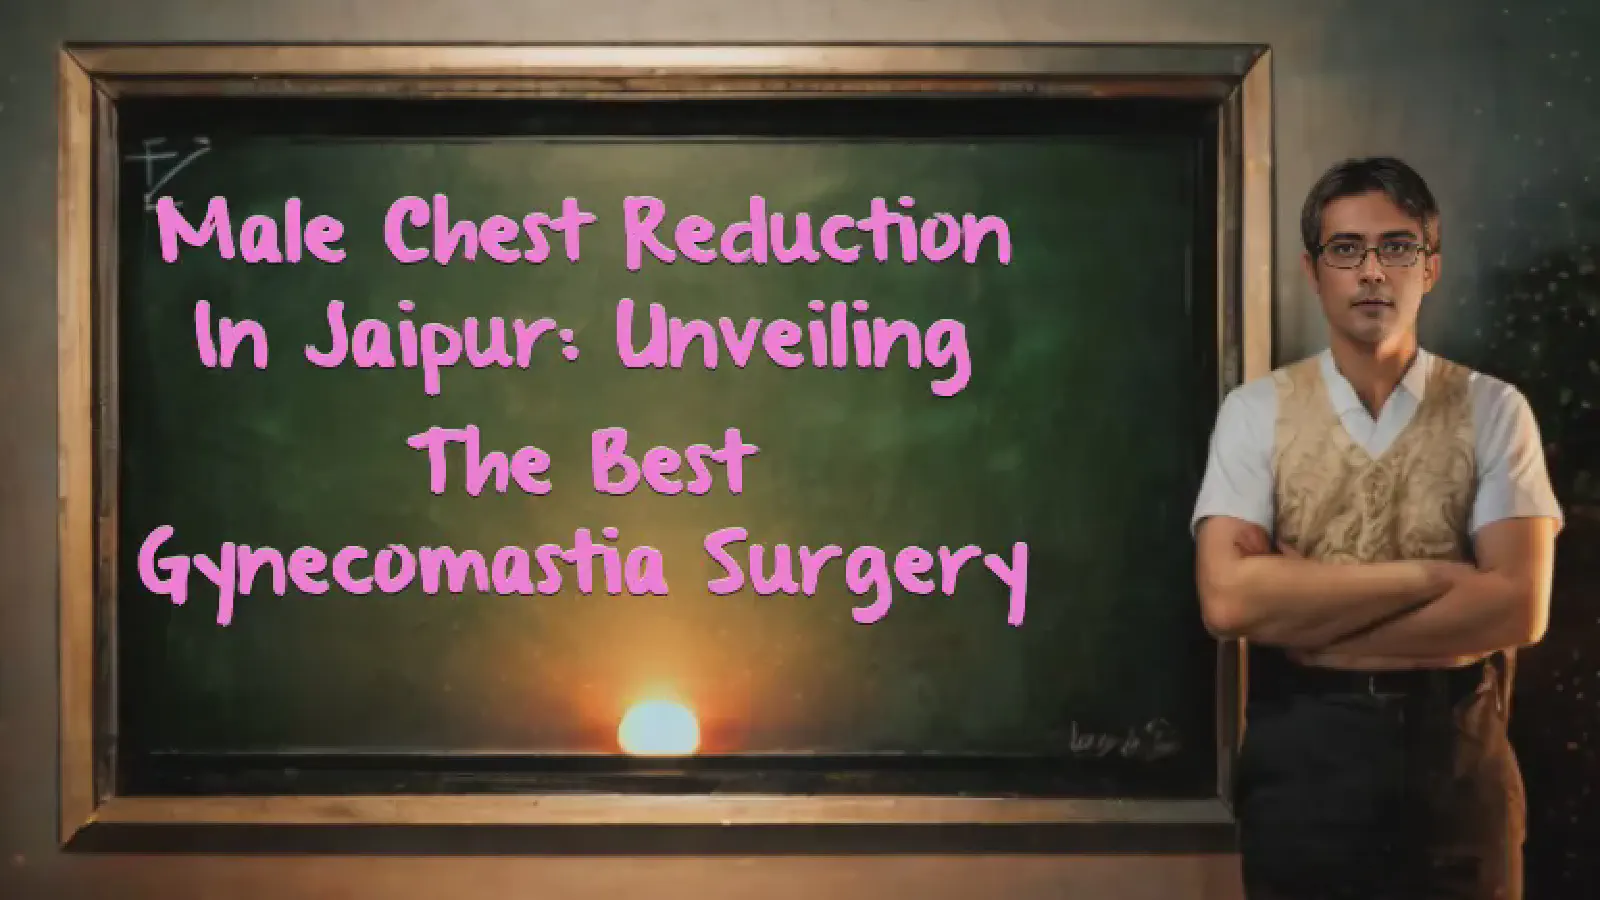 Male Chest Reduction
In Jaipur: Unveiling
The Best
Gynecomastia Surgery